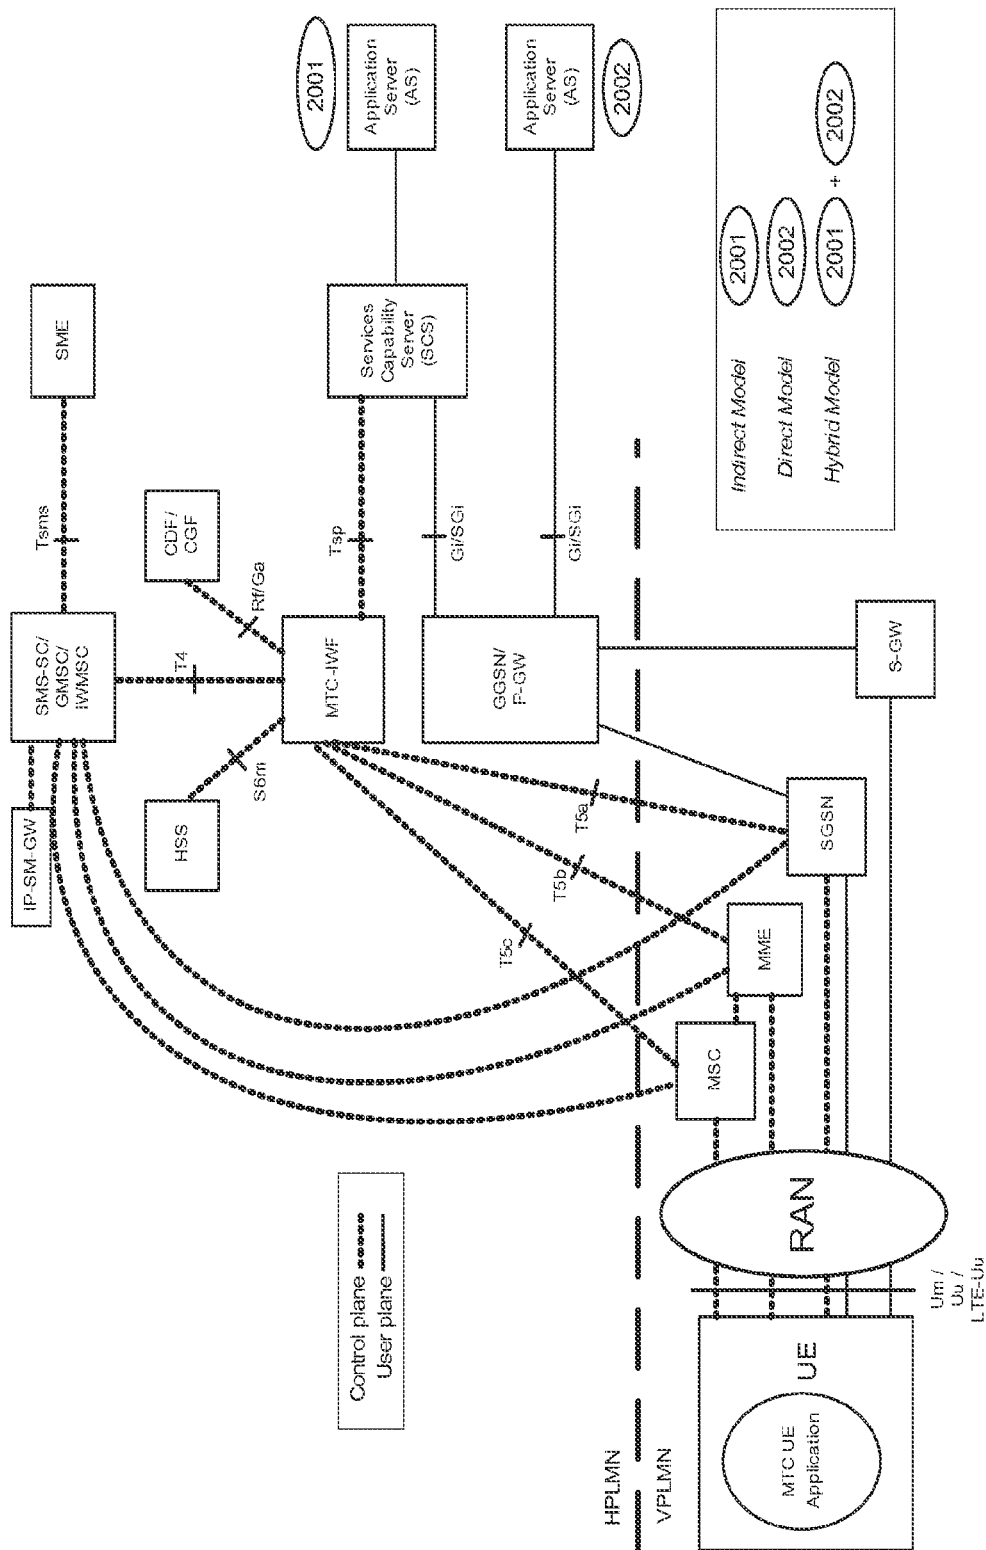 SME
Tsms
SMS-SC/
GMSC/
IWMSC
IP-SM-GW
CDF/
CGF
Rf/Ga
T4
HSS
S6m
MTC-IWF
Tsp
Services
Capability
Server
(SCS)
2001
Application
Server
(AS)
Application
Server
(AS)
2002
Gi/SGi
Gi/SGi
GGSN/
P-GW
T5a
T5b
T5c
Control plane
User plane
HPLMN
VPLMN
MSC
MME
SGSN
S-GW
RAN
UE
MTC UE
Application
Um /
Uu /
LTE-Uu
Indirect Model 2001
Direct Model 2002
Hybrid Model 2001 + 2002